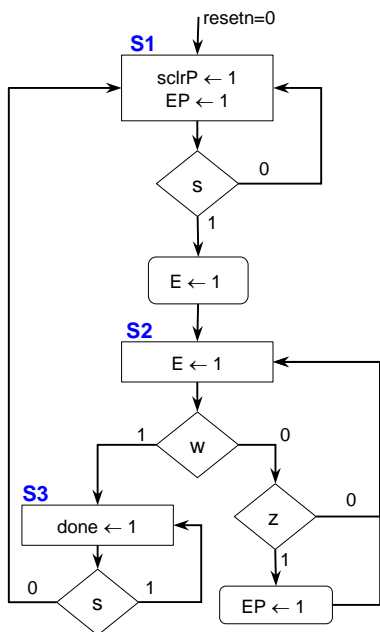 resetn=0
S1
sclrP ← 1
EP ← 1
s
0
1
E ← 1
S2
E ← 1
w
1
0
S3
done ← 1
z
0
1
s
0
1
EP ← 1